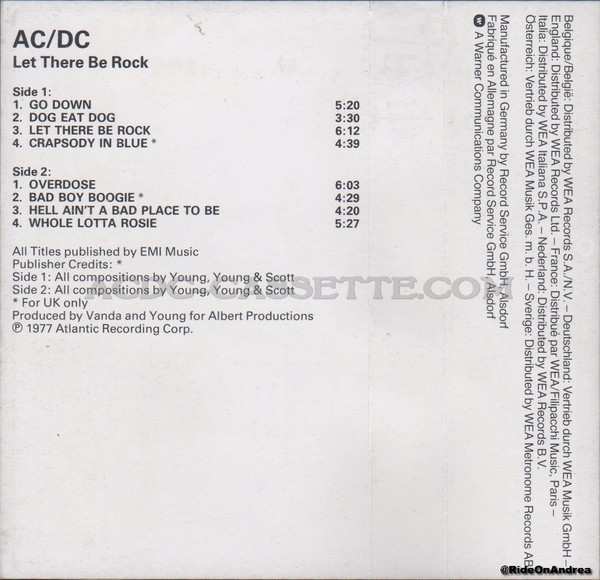 AC/DC
Let There Be Rock
Side 1:
1. GO DOWN 5:20
2. DOG EAT DOG 3:30
3. LET THERE BE ROCK 6:12
4. CRAPSODY IN BLUE * 4:39
Side 2:
1. OVERDOSE 6:03
2. BAD BOY BOOGIE * 4:29
3. HELL AIN'T A BAD PLACE TO BE 4:20
4. WHOLE LOTTA ROSIE 5:27
All Titles published by EMI Music
Publisher Credits: *
Side 1: All compositions by Young, Young & Scott
Side 2: All compositions by Young, Young & Scott
* For UK only
Produced by Vanda and Young for Albert Productions
℗ 1977 Atlantic Recording Corp.
ACDC-CASSETTE.COM
Belgique/België: Distributed by WEA Records S.A./N.V. – Deutschland: Vertrieb durch WEA Musik GmbH –
England: Distributed by WEA Records Ltd. – France: Distribué par WEA/Filipacchi Music, Paris –
Italia: Distributed by WEA Italiana S.P.A. – Nederland: Distributed by WEA Records B.V.
Österreich: Vertrieb durch WEA Musik Ges. m. b. H. – Sverige: Distributed by WEA Metronome Records AB
Manufactured in Germany by Record Service GmbH, Alsdorf
Fabriqué en Allemagne par Record Service GmbH, Alsdorf
A Warner Communications Company
@RideOnAndrea